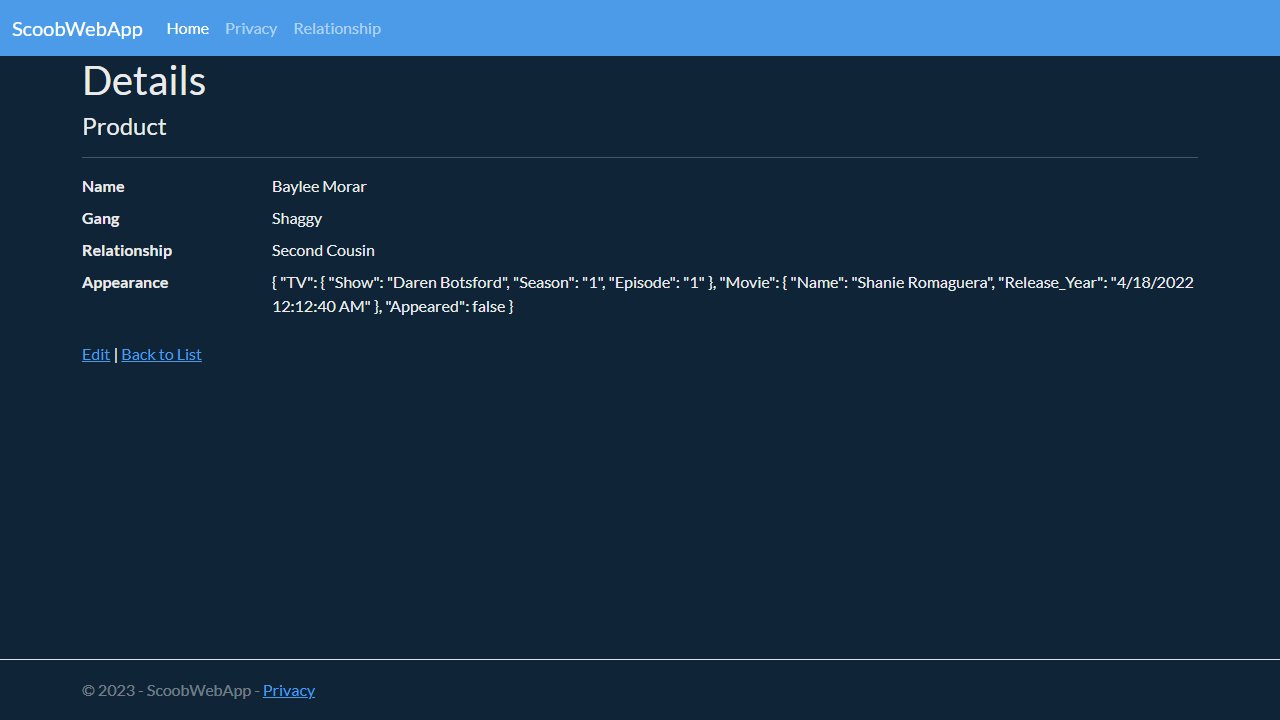 ScoobWebApp Home Privacy Relationship
Details
Product
Name Baylee Morar
Gang Shaggy
Relationship Second Cousin
Appearance { "TV": { "Show": "Daren Botsford", "Season": "1", "Episode": "1" }, "Movie": { "Name": "Shanie Romaguera", "Release_Year": "4/18/2022
12:12:40 AM" }, "Appeared": false }
Edit | Back to List
© 2023 - ScoobWebApp - Privacy